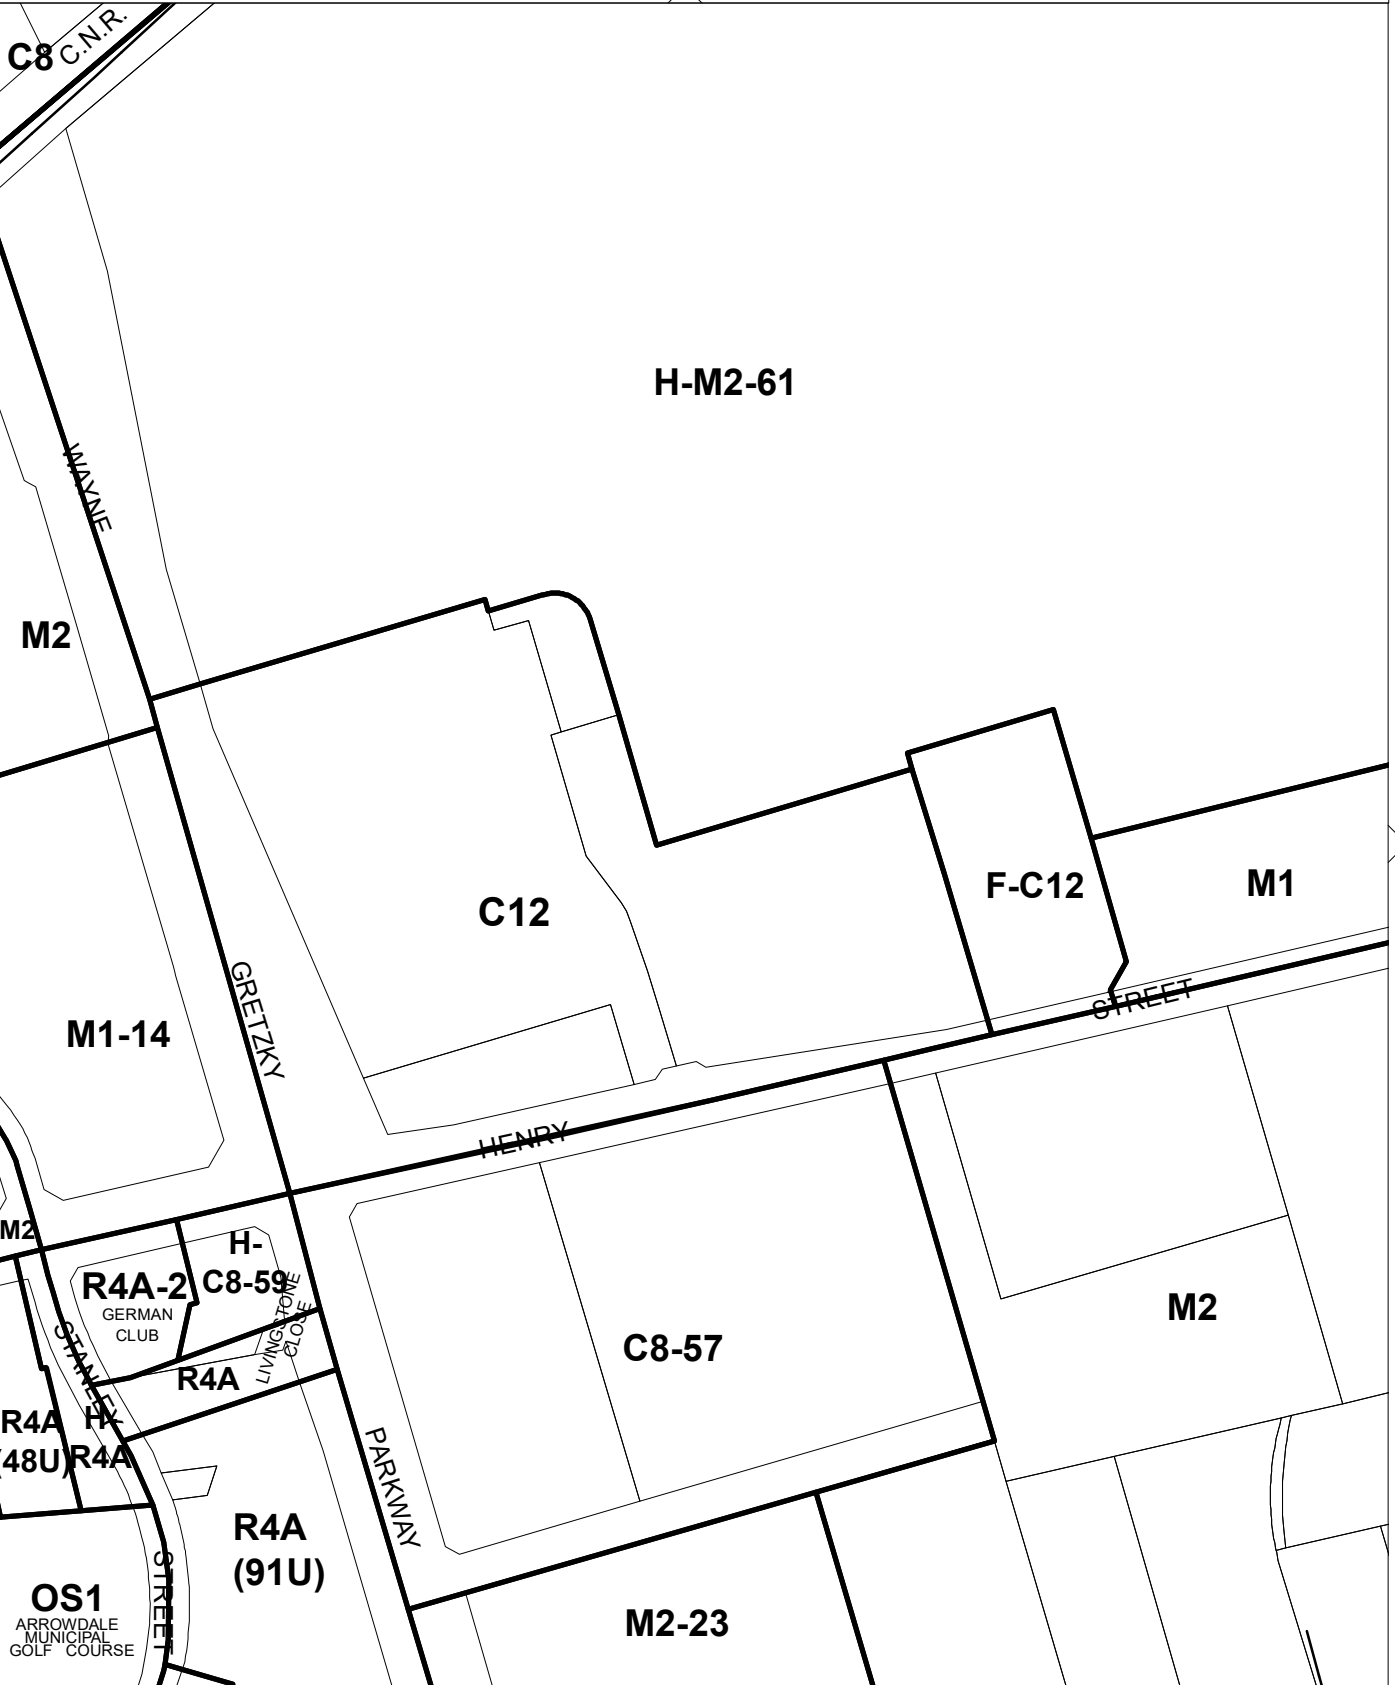 C8
C.N.R.
H-M2-61
WAYNE
M2
C12
F-C12
M1
GRETZKY
M1-14
STREET
HENRY
M2
H-
C8-59
R4A-2
GERMAN
CLUB
LIVINGSTONE
CLOSE
STANLEY
R4A
C8-57
M2
R4A
(48U)
H-
R4A
PARKWAY
R4A
(91U)
STREET
OS1
ARROWDALE
MUNICIPAL
GOLF COURSE
M2-23